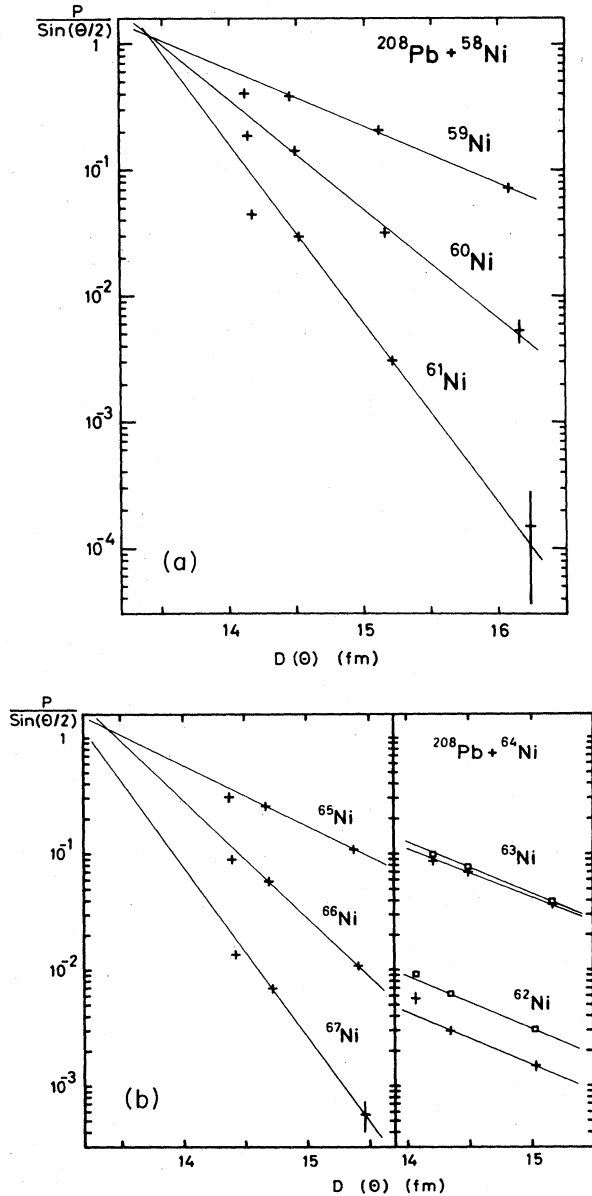 P
Sin(Θ/2)
²⁰⁸Pb + ⁵⁸Ni
1
10⁻¹
10⁻²
10⁻³
10⁻⁴
⁵⁹Ni
⁶⁰Ni
⁶¹Ni
(a)
14 15 16
D (Θ) (fm)
P
Sin(Θ/2)
²⁰⁸Pb + ⁶⁴Ni
1
10⁻¹
10⁻²
10⁻³
⁶⁵Ni
⁶⁶Ni
⁶⁷Ni
⁶³Ni
⁶²Ni
(b)
14 15 14 15
D (Θ) (fm)